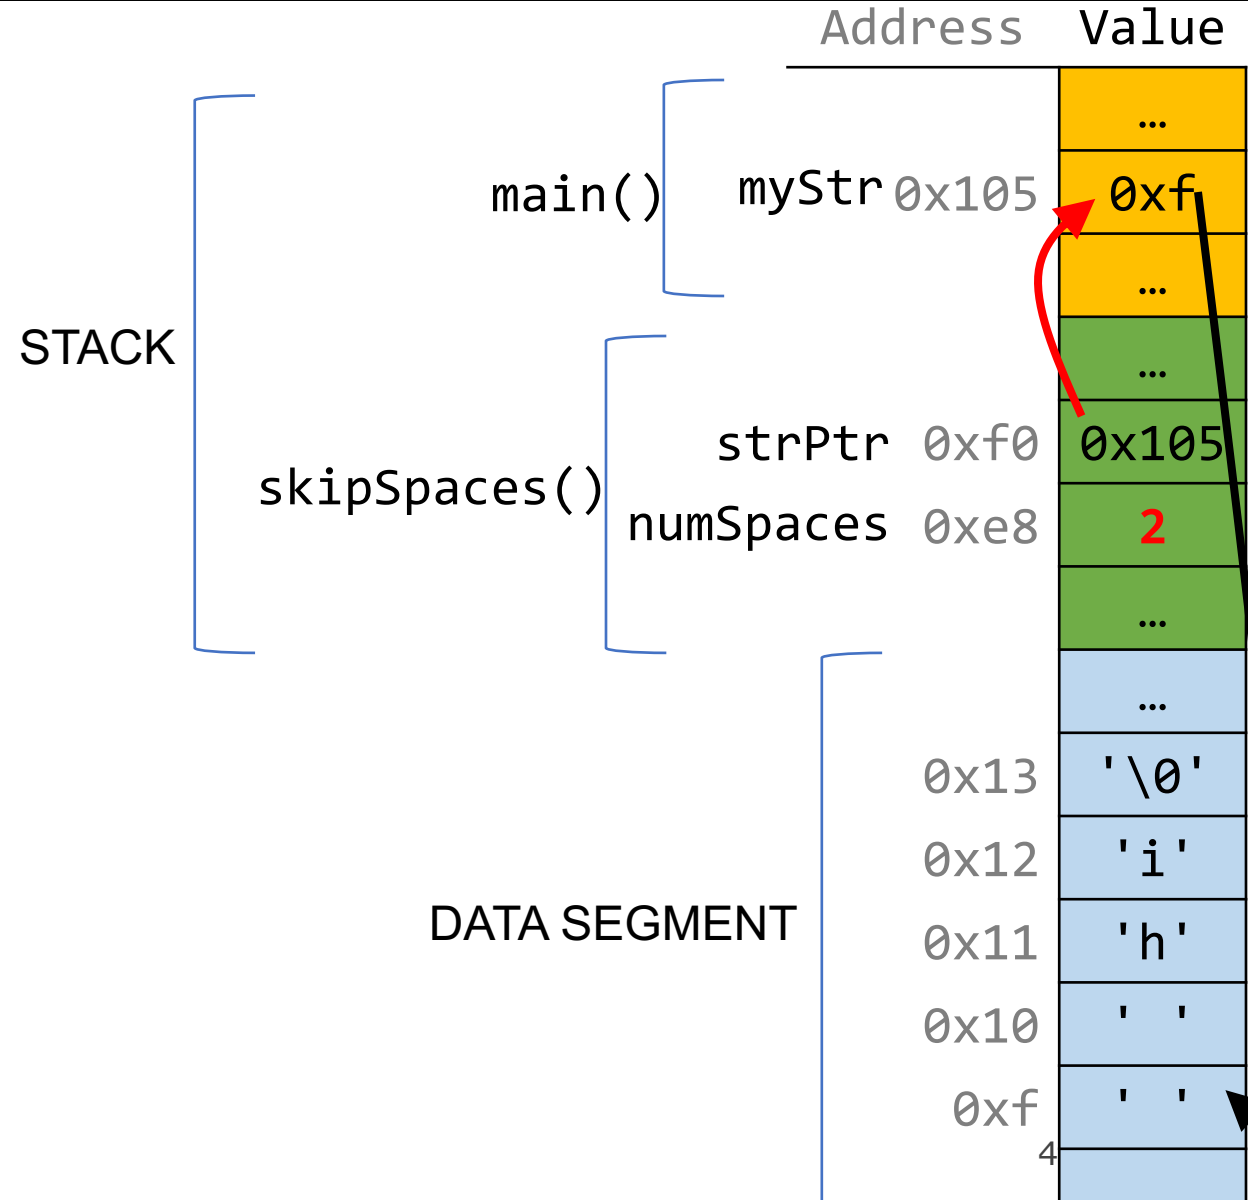 Address Value
…
main() myStr 0x105 0xf
…
STACK
…
strPtr 0xf0 0x105
skipSpaces()
numSpaces 0xe8 2
…
…
0x13 '\0'
0x12 'i'
DATA SEGMENT
0x11 'h'
0x10 ' '
0xf ' '
4